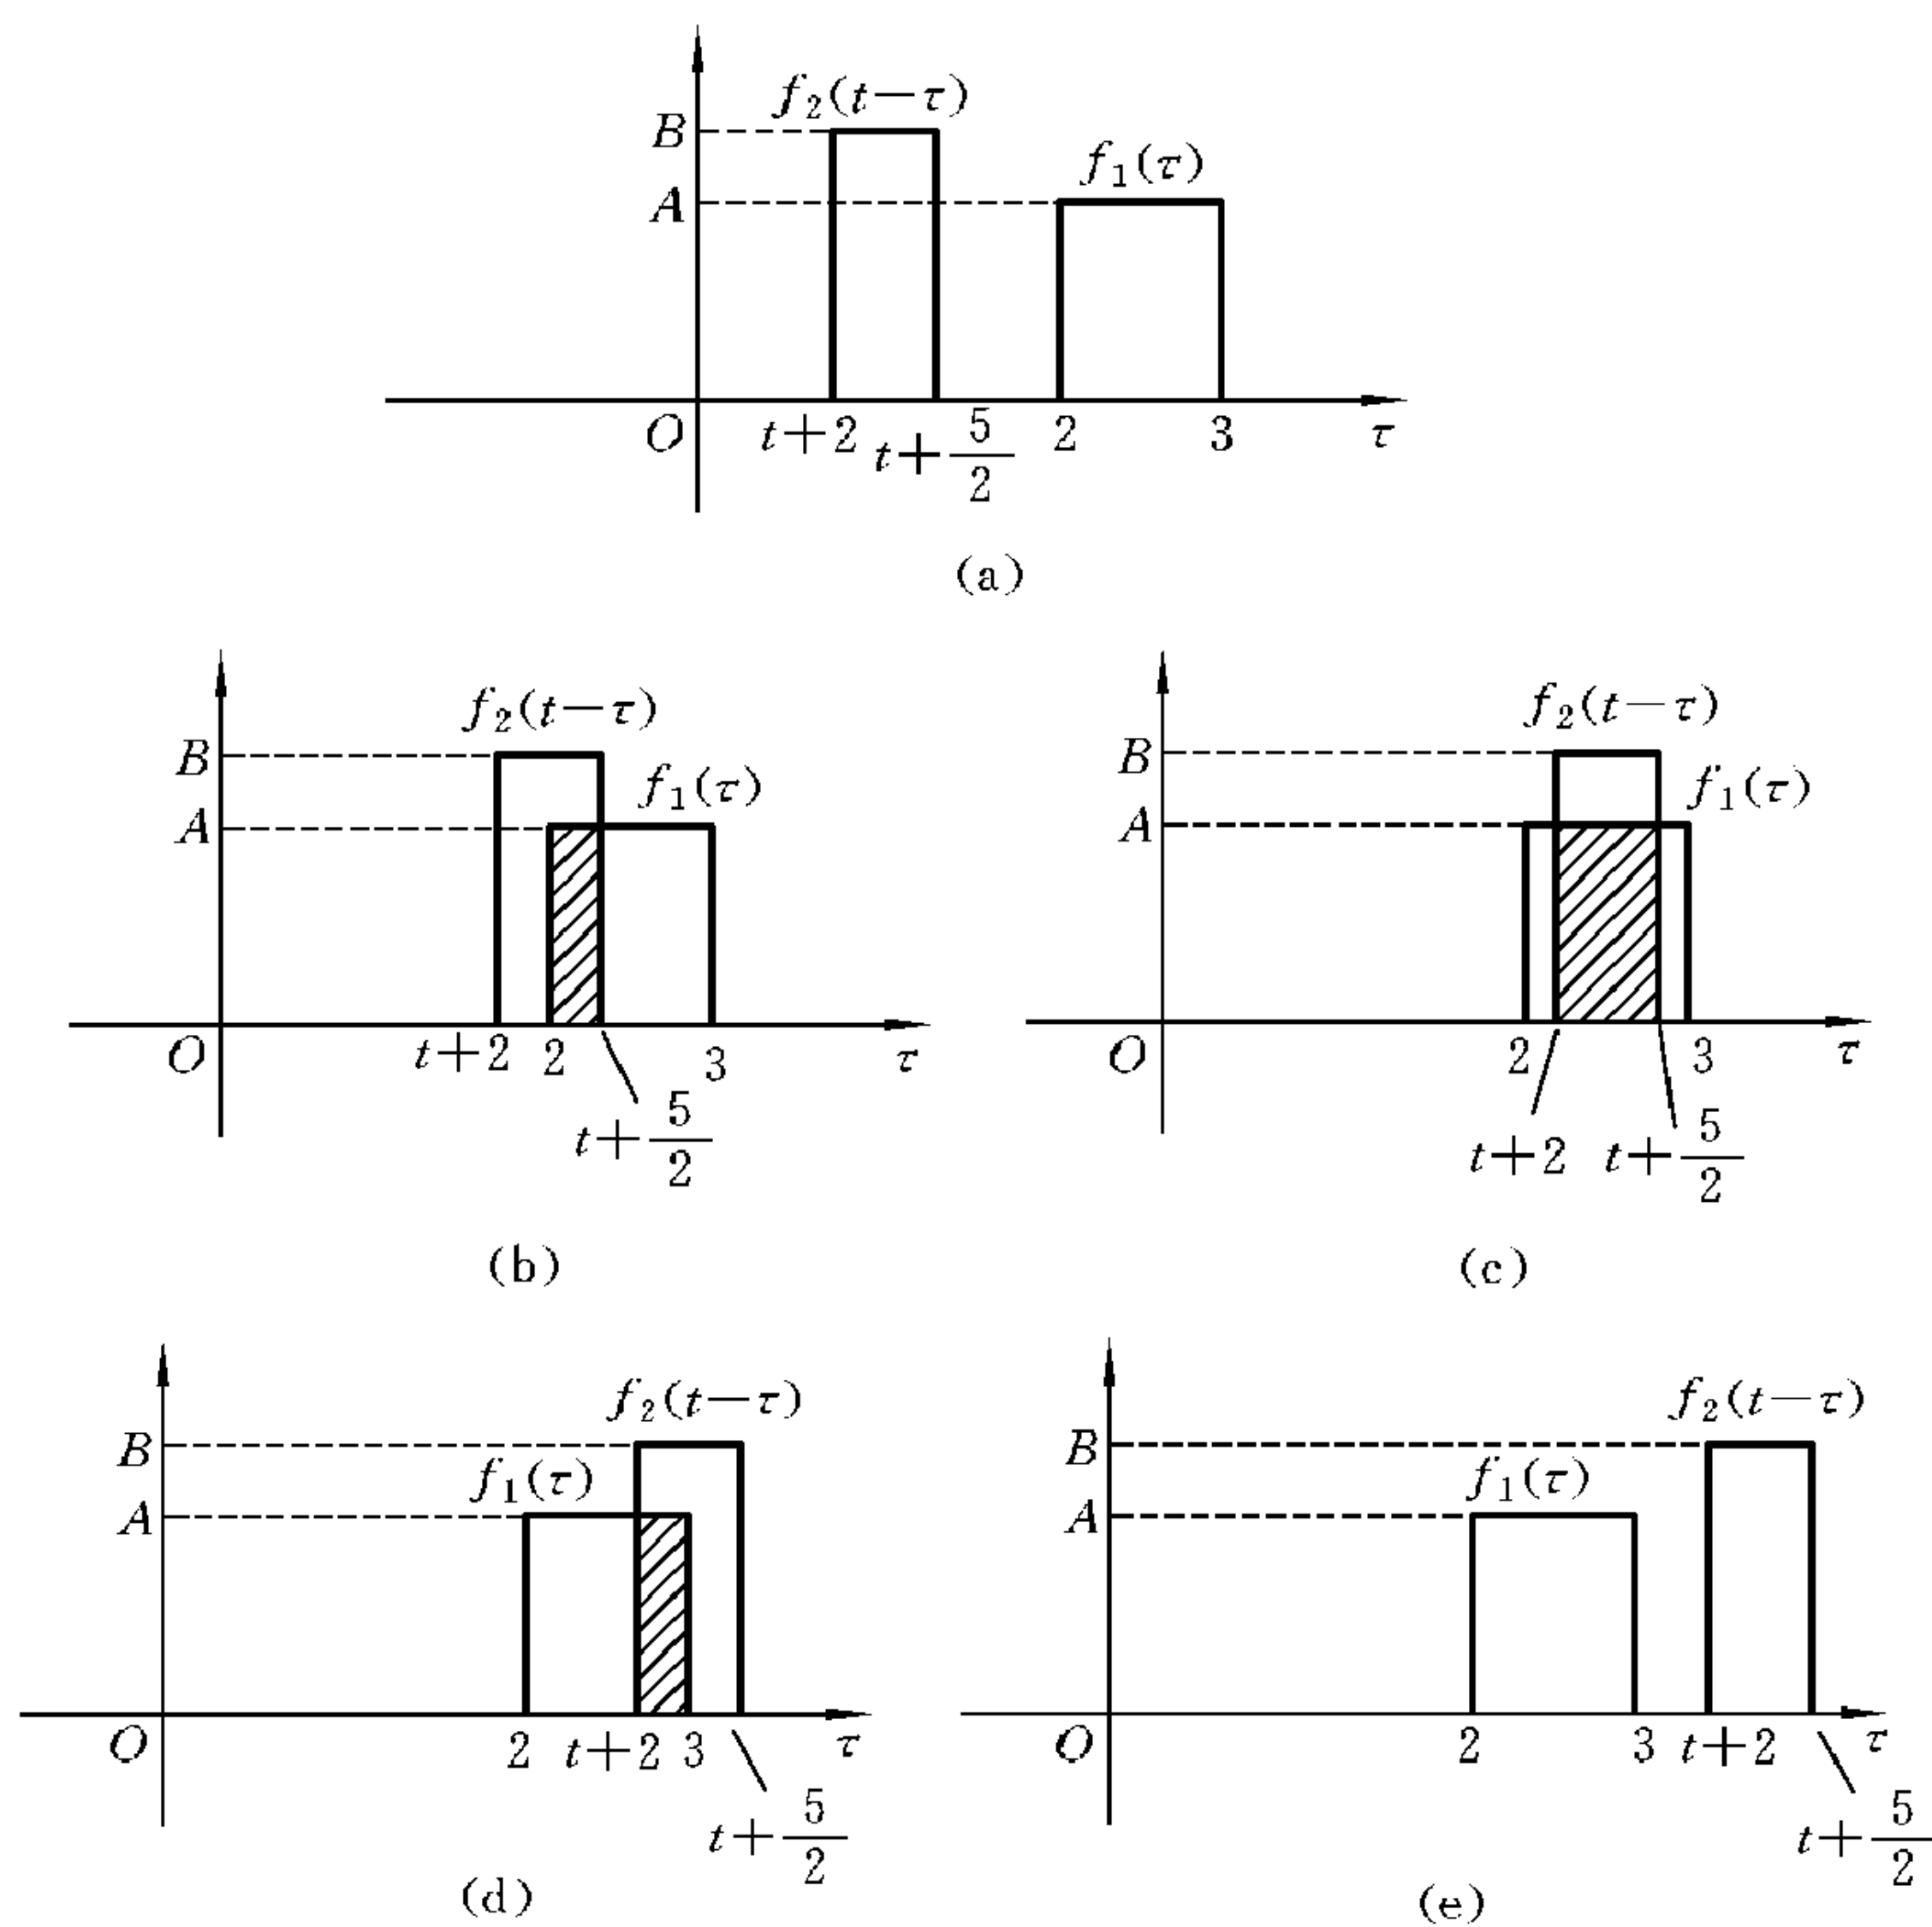 f₂(t−τ)
B
f₁(τ)
A
O t+2 t+5/2 2 3 τ
(a)
f₂(t−τ)
B
f₁(τ)
A
O t+2 2 3 τ
t+5/2
(b)
f₂(t−τ)
B
f₁(τ)
A
O 2 3 τ
t+2 t+5/2
(c)
f₂(t−τ)
B
f₁(τ)
A
O 2 t+2 3 τ
t+5/2
(d)
f₂(t−τ)
B
f₁(τ)
A
O 2 3 t+2 τ
t+5/2
(e)